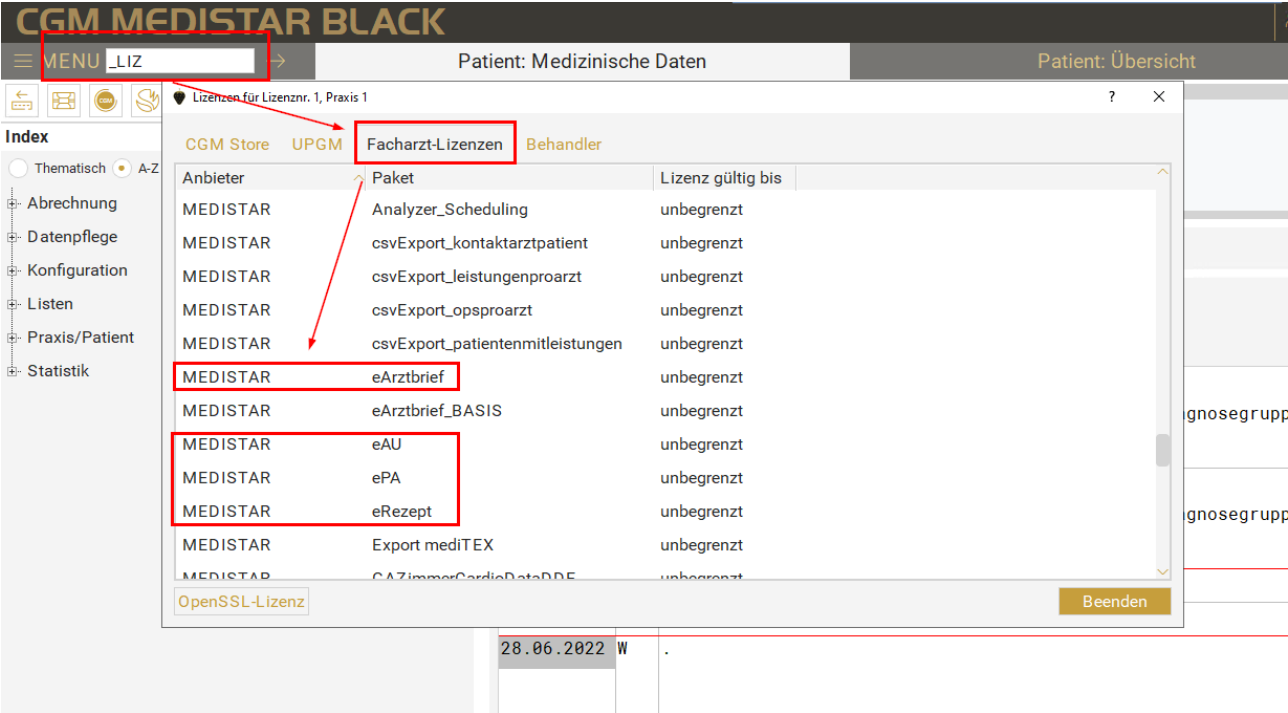 CGM MEDISTAR BLACK
MENU _LIZ
Patient: Medizinische Daten
Patient: Übersicht
CGM
Lizenzen für Lizenznr. 1, Praxis 1
?
Index
Thematisch A-Z
Abrechnung
Datenpflege
Konfiguration
Listen
Praxis/Patient
Statistik
CGM Store UPGM Facharzt-Lizenzen Behandler
Anbieter Paket Lizenz gültig bis
MEDISTAR Analyzer_Scheduling unbegrenzt
MEDISTAR csvExport_kontaktarztpatient unbegrenzt
MEDISTAR csvExport_leistungenproarzt unbegrenzt
MEDISTAR csvExport_opsproarzt unbegrenzt
MEDISTAR csvExport_patientenmitleistungen unbegrenzt
MEDISTAR eArztbrief unbegrenzt
MEDISTAR eArztbrief_BASIS unbegrenzt
MEDISTAR eAU unbegrenzt
MEDISTAR ePA unbegrenzt
MEDISTAR eRezept unbegrenzt
MEDISTAR Export mediTEX unbegrenzt
MEDISTAR GAZimmerCardioDataDDE unbegrenzt
OpenSSL-Lizenz
Beenden
gnosegrupp
gnosegrupp
28.06.2022 W .